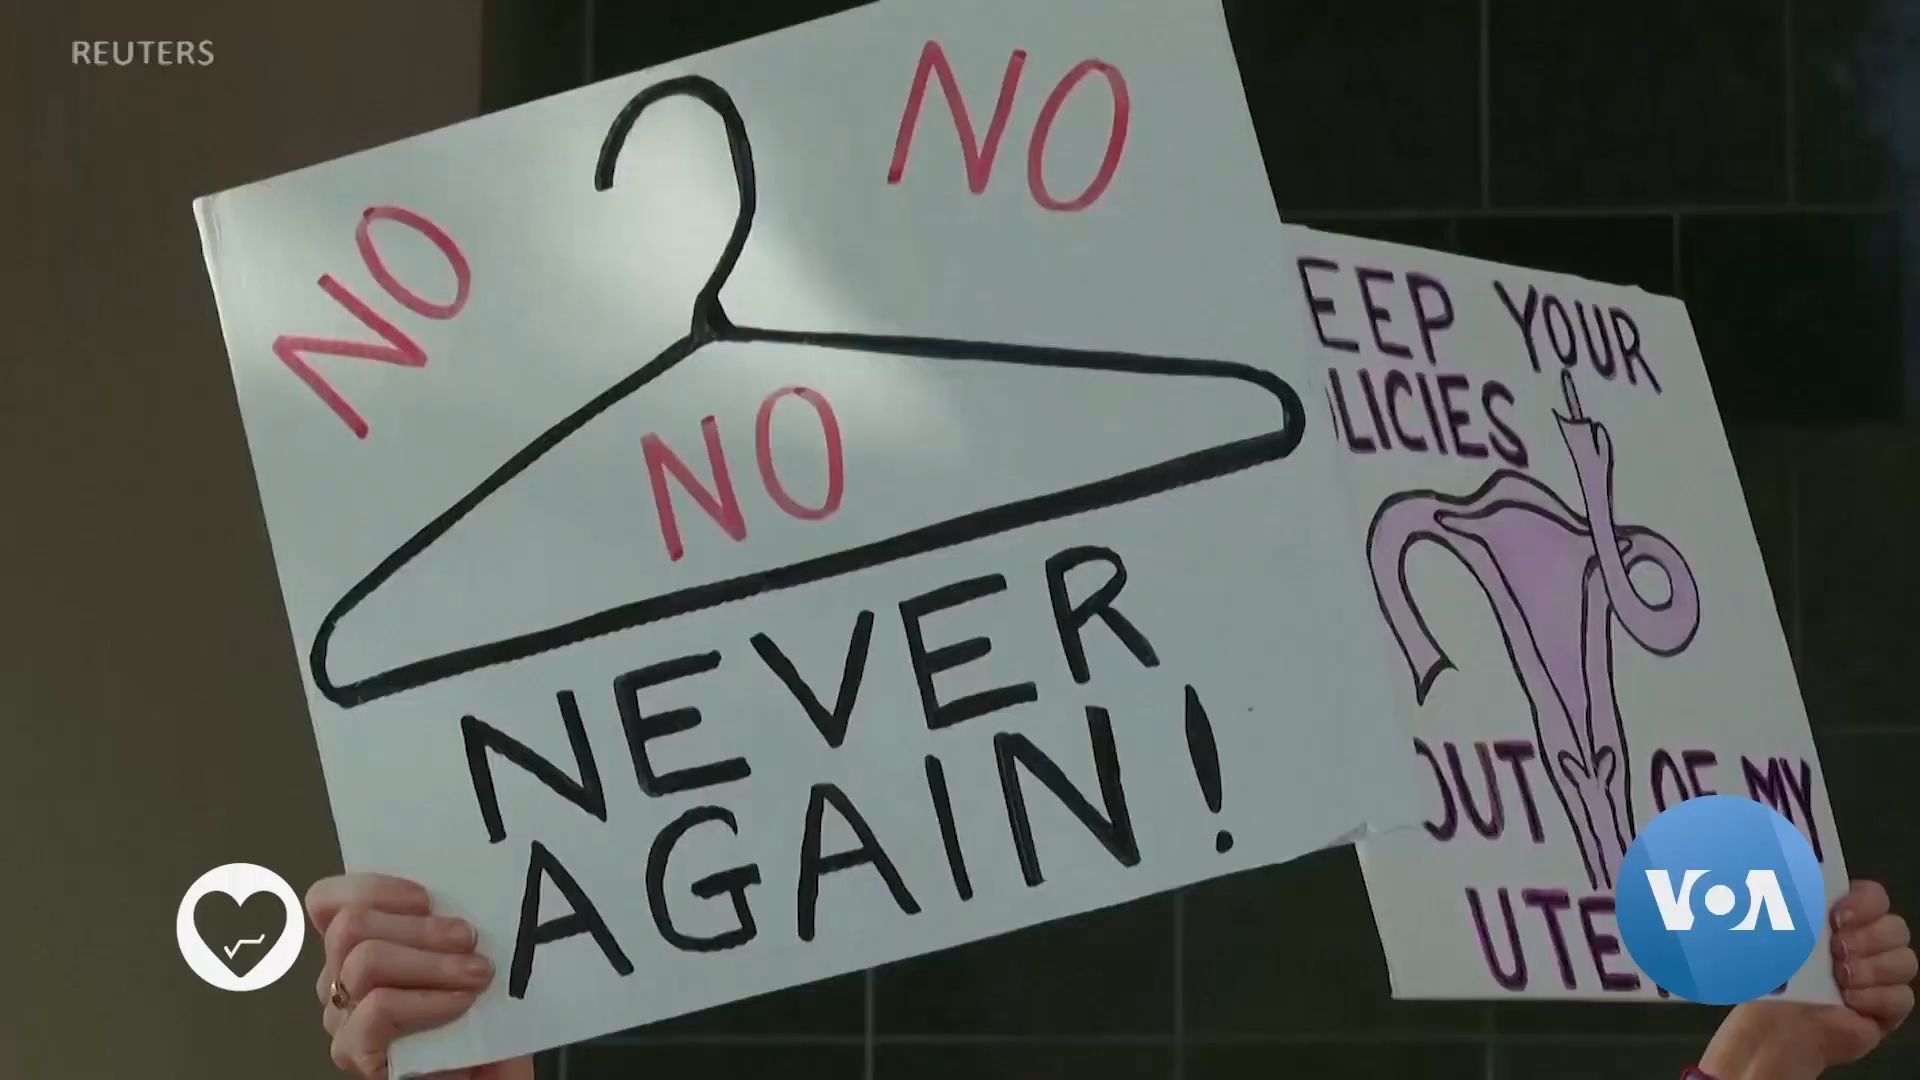 REUTERS
NO
NO
NO
NEVER
AGAIN!
EEP YOUR
LICIES
OUT OF MY
UTE
VOA